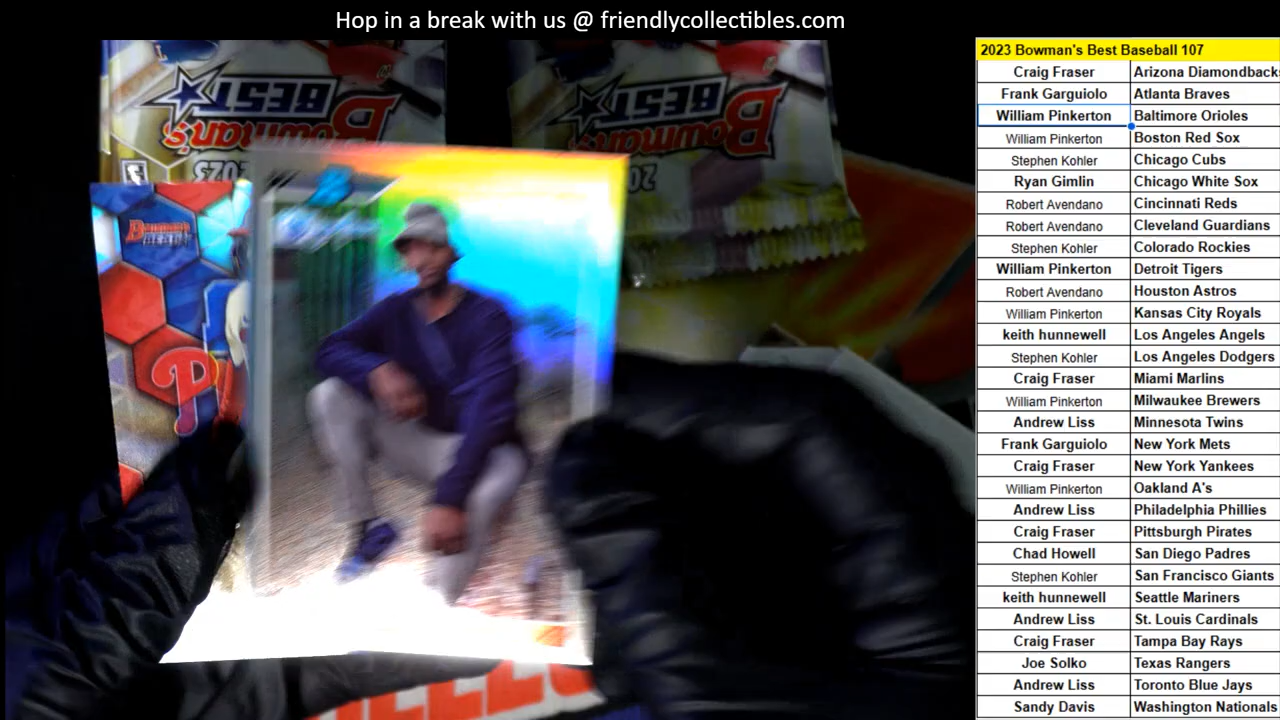 Hop in a break with us @ friendlycollectibles.com
2023 Bowman's Best Baseball 107
Craig Fraser Arizona Diamondbacks
Frank Garguiolo Atlanta Braves
William Pinkerton Baltimore Orioles
William Pinkerton Boston Red Sox
Stephen Kohler Chicago Cubs
Ryan Gimlin Chicago White Sox
Robert Avendano Cincinnati Reds
Robert Avendano Cleveland Guardians
Stephen Kohler Colorado Rockies
William Pinkerton Detroit Tigers
Robert Avendano Houston Astros
William Pinkerton Kansas City Royals
keith hunnewell Los Angeles Angels
Stephen Kohler Los Angeles Dodgers
Craig Fraser Miami Marlins
William Pinkerton Milwaukee Brewers
Andrew Liss Minnesota Twins
Frank Garguiolo New York Mets
Craig Fraser New York Yankees
William Pinkerton Oakland A's
Andrew Liss Philadelphia Phillies
Craig Fraser Pittsburgh Pirates
Chad Howell San Diego Padres
Stephen Kohler San Francisco Giants
keith hunnewell Seattle Mariners
Andrew Liss St. Louis Cardinals
Craig Fraser Tampa Bay Rays
Joe Solko Texas Rangers
Andrew Liss Toronto Blue Jays
Sandy Davis Washington Nationals
BEST
Bowman's
2023
BEST
Bowman's
Bowman's
BEST
P